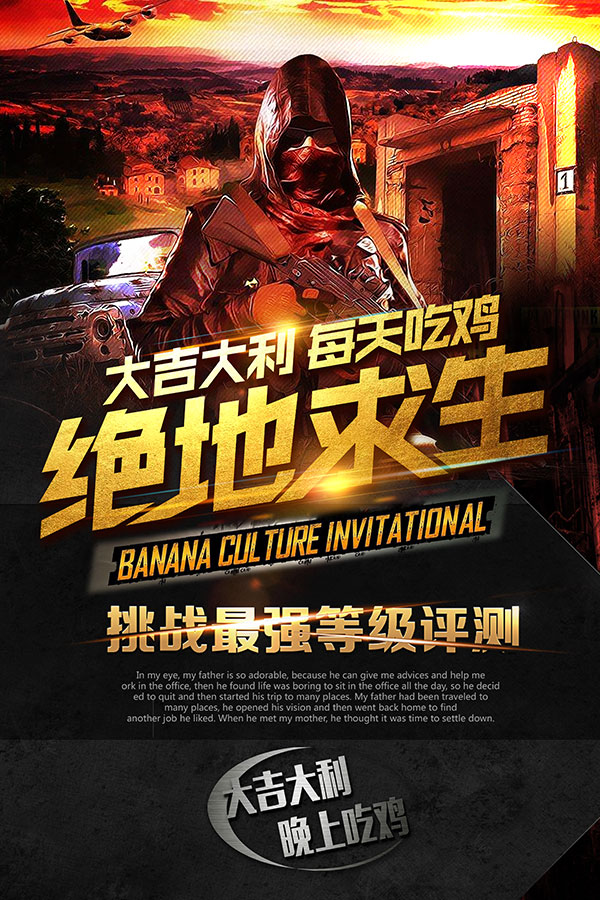 1
大吉大利 每天吃鸡
绝地求生
BANANA CULTURE INVITATIONAL
挑战最强等级评测
In my eye, my father is so adorable, because he can give me advices and help me
ork in the office, then he found life was boring to sit in the office all the day, so he decid
ed to quit and then started his trip to many places. My father had been traveled to
many places, he opened his vision and then went back home to find
another job he liked. When he met my mother, he thought it was time to settle down.
大吉大利
晚上吃鸡